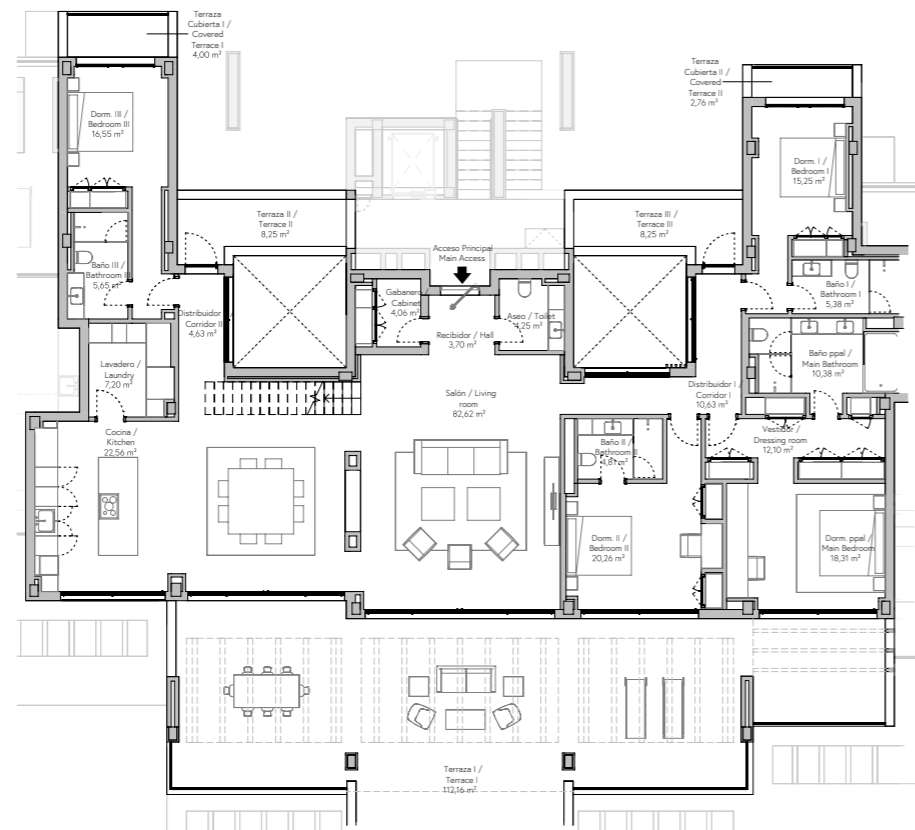 Terraza
Cubierta I /
Covered
Terrace I
4,00 m²
Terraza
Cubierta II /
Covered
Terrace II
2,76 m²
Dorm. III /
Bedroom III
16,55 m²
Dorm. I /
Bedroom I
15,25 m²
Terraza II /
Terrace II
8,25 m²
Terraza III /
Terrace III
8,25 m²
Acceso Principal
Main Access
Baño III /
Bathroom III
5,65 m²
Gabanero /
Cabinet
4,06 m²
Baño I /
Bathroom I
5,38 m²
Distribuidor
Corridor II
4,63 m²
Aseo / Toilet
4,25 m²
Recibidor / Hall
3,70 m²
Lavadero /
Laundry
7,20 m²
Baño ppal /
Main Bathroom
10,38 m²
Salón / Living
room
82,62 m²
Distribuidor I /
Corridor I
10,63 m²
Cocina /
Kitchen
22,56 m²
Baño II /
Bathroom II
4,81 m²
Vestidor /
Dressing room
12,10 m²
Dorm. II /
Bedroom II
20,26 m²
Dorm. ppal /
Main Bedroom
18,31 m²
Terraza I /
Terrace I
112,16 m²